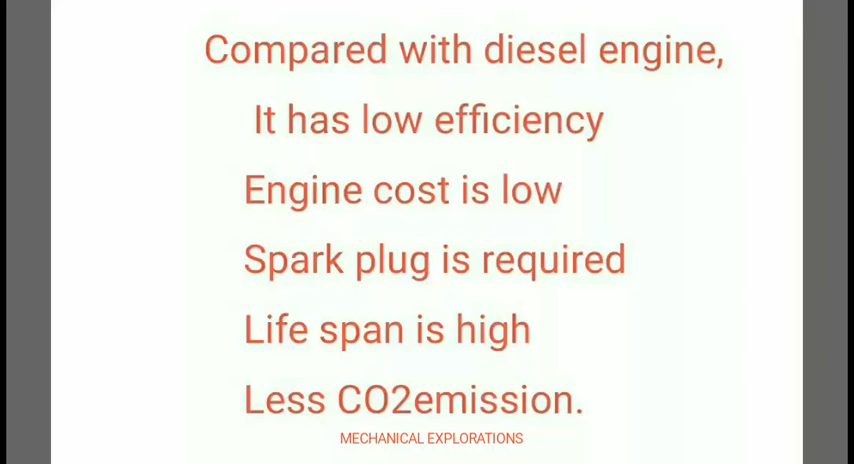 Compared with diesel engine,
It has low efficiency
Engine cost is low
Spark plug is required
Life span is high
Less CO2emission.
MECHANICAL EXPLORATIONS